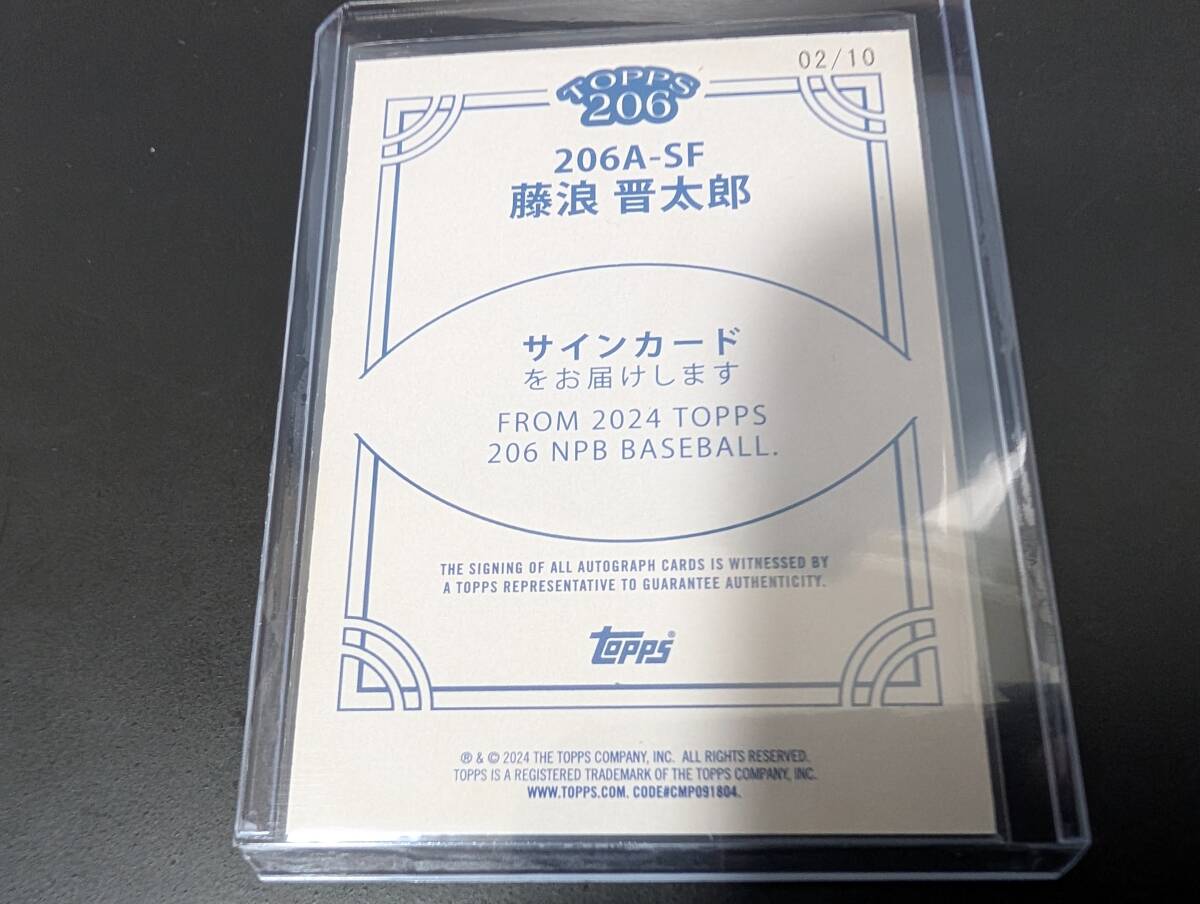 02/10
TOPPS
206
206A-SF
藤浪 晋太郎
サインカード
をお届けします
FROM 2024 TOPPS
206 NPB BASEBALL.
THE SIGNING OF ALL AUTOGRAPH CARDS IS WITNESSED BY
A TOPPS REPRESENTATIVE TO GUARANTEE AUTHENTICITY.
topps®
® & © 2024 THE TOPPS COMPANY, INC. ALL RIGHTS RESERVED.
TOPPS IS A REGISTERED TRADEMARK OF THE TOPPS COMPANY, INC.
WWW.TOPPS.COM. CODE#CMP091804.